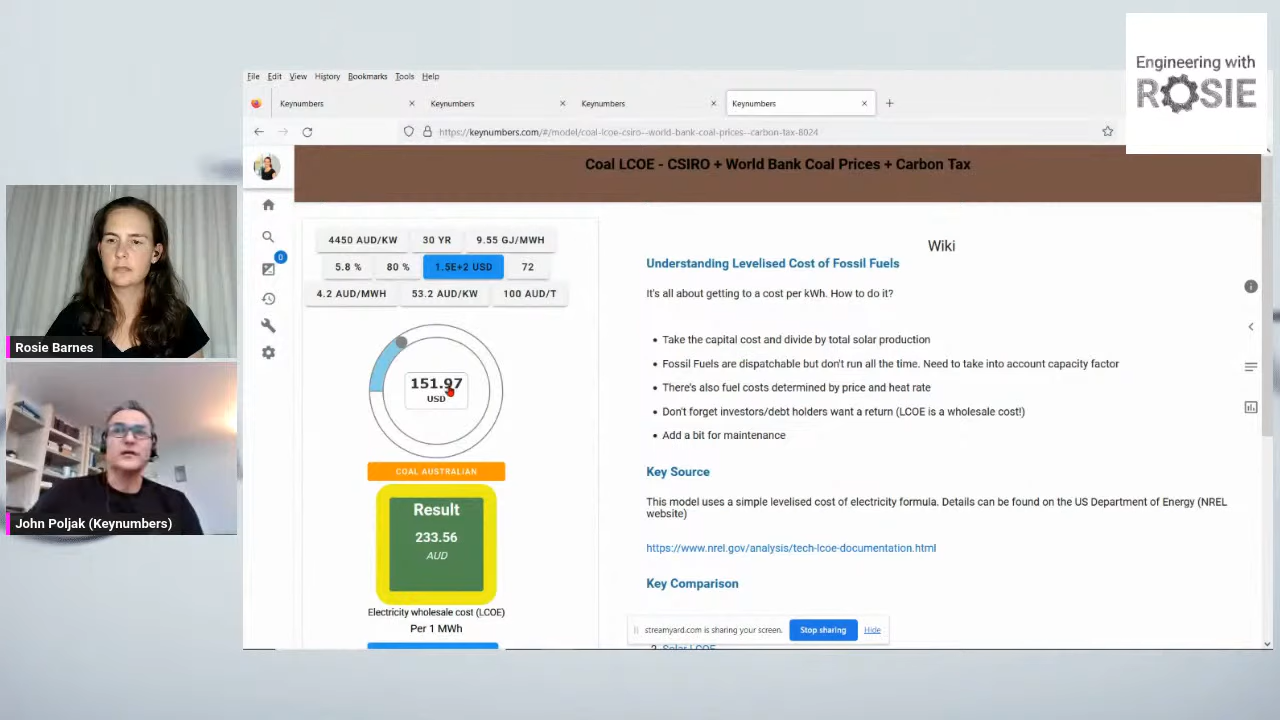 Engineering with
ROSIE
File Edit View History Bookmarks Tools Help
Keynumbers × Keynumbers × Keynumbers × Keynumbers × +
https://keynumbers.com/#/model/coal-lcoe-csiro--world-bank-coal-prices--carbon-tax-8024
Coal LCOE - CSIRO + World Bank Coal Prices + Carbon Tax
0
4450 AUD/KW 30 YR 9.55 GJ/MWH
5.8 % 80 % 1.5E+2 USD 72
4.2 AUD/MWH 53.2 AUD/KW 100 AUD/T
151.97
USD
COAL AUSTRALIAN
Result
233.56
AUD
Electricity wholesale cost (LCOE)
Per 1 MWh
Wiki
Understanding Levelised Cost of Fossil Fuels
It's all about getting to a cost per kWh. How to do it?
• Take the capital cost and divide by total solar production
• Fossil Fuels are dispatchable but don't run all the time. Need to take into account capacity factor
• There's also fuel costs determined by price and heat rate
• Don't forget investors/debt holders want a return (LCOE is a wholesale cost!)
• Add a bit for maintenance
Key Source
This model uses a simple levelised cost of electricity formula. Details can be found on the US Department of Energy (NREL
website)
https://www.nrel.gov/analysis/tech-lcoe-documentation.html
Key Comparison
streamyard.com is sharing your screen. Stop sharing Hide
2. Solar LCOE
Rosie Barnes
John Poljak (Keynumbers)